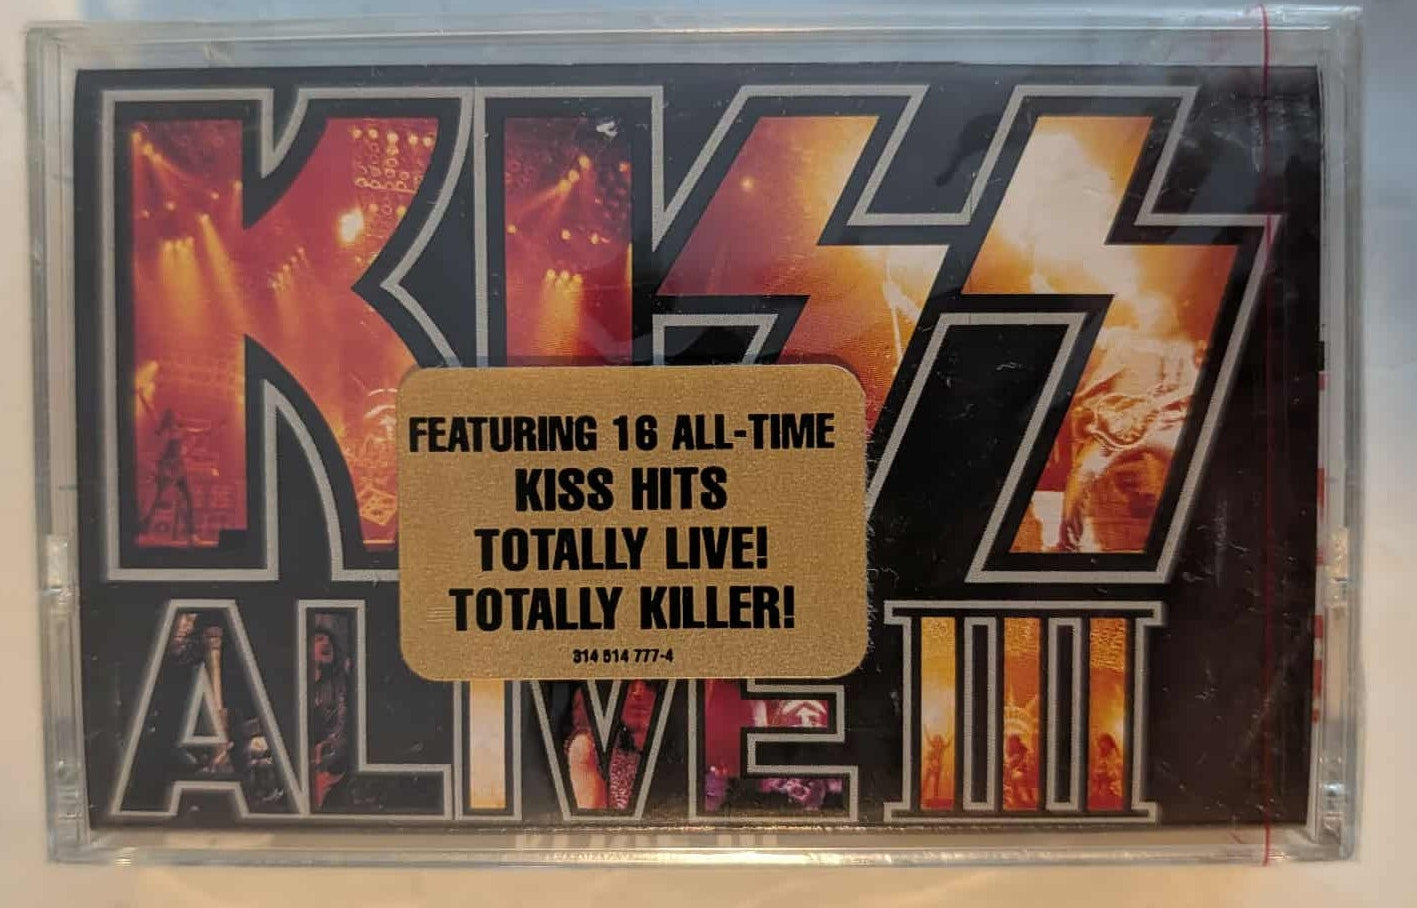 KISS
FEATURING 16 ALL-TIME
KISS HITS
TOTALLY LIVE!
TOTALLY KILLER!
314 514 777-4
ALIVE III